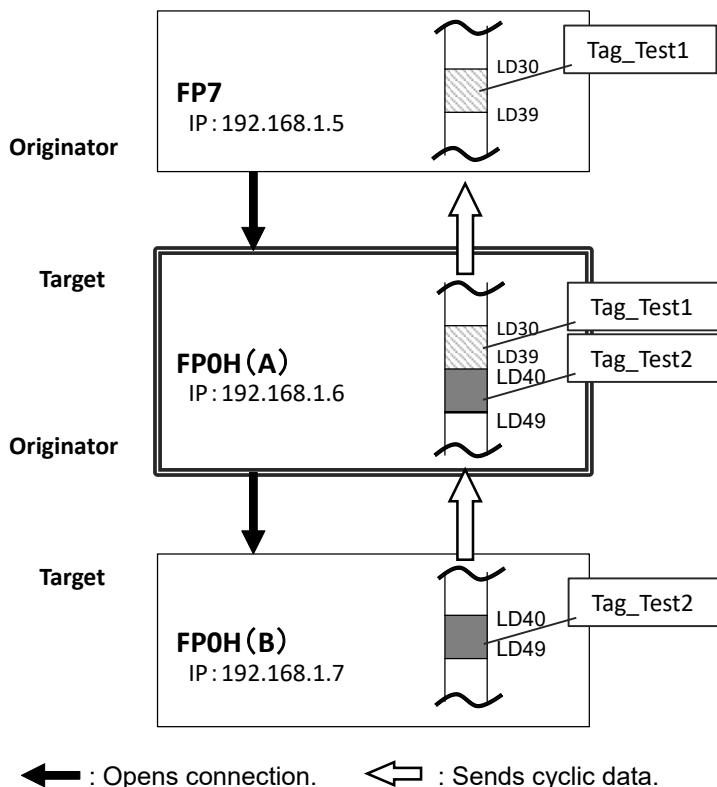 LD30
Tag_Test1
FP7
LD39
IP : 192.168.1.5
Originator
Target
LD30
Tag_Test1
FP0H (A)
LD39
Tag_Test2
LD40
IP : 192.168.1.6
LD49
Originator
Target
LD40
Tag_Test2
FP0H (B)
LD49
IP : 192.168.1.7
: Opens connection.
: Sends cyclic data.